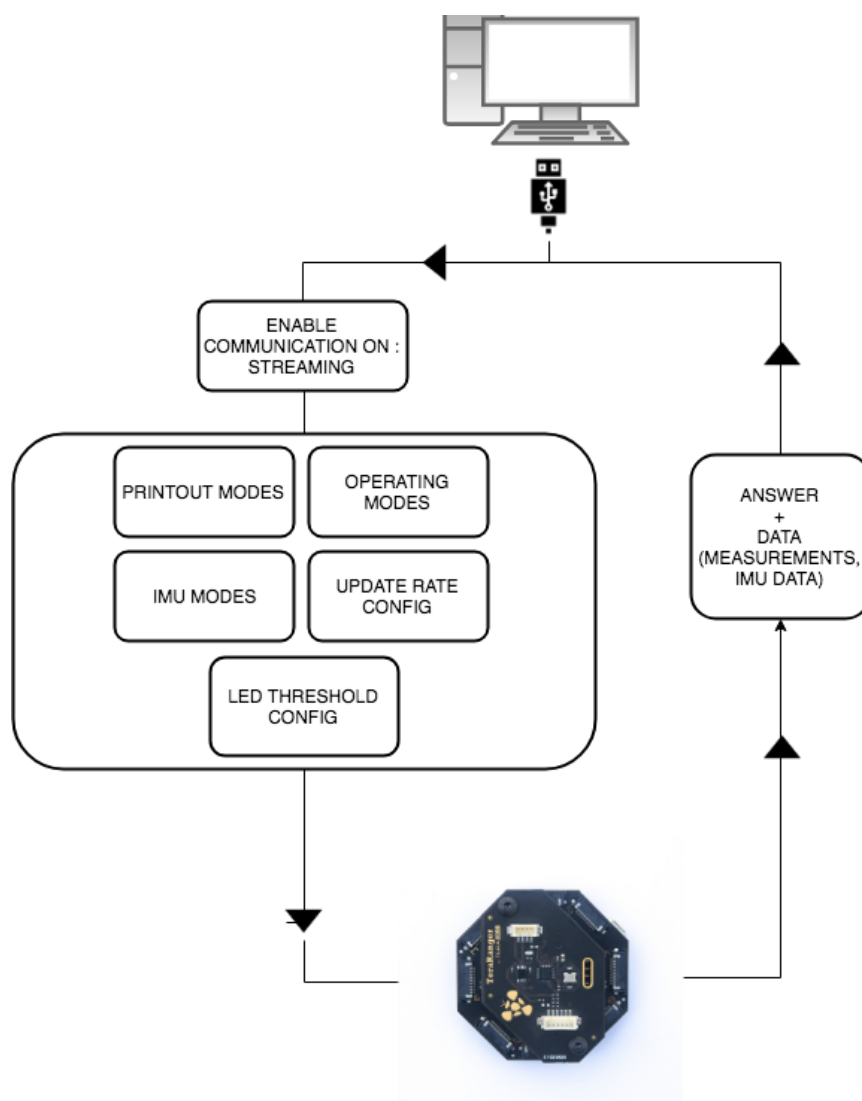 ENABLE
COMMUNICATION ON :
STREAMING
PRINTOUT MODES
OPERATING
MODES
IMU MODES
UPDATE RATE
CONFIG
LED THRESHOLD
CONFIG
ANSWER
+
DATA
(MEASUREMENTS,
IMU DATA)
TeraRanger